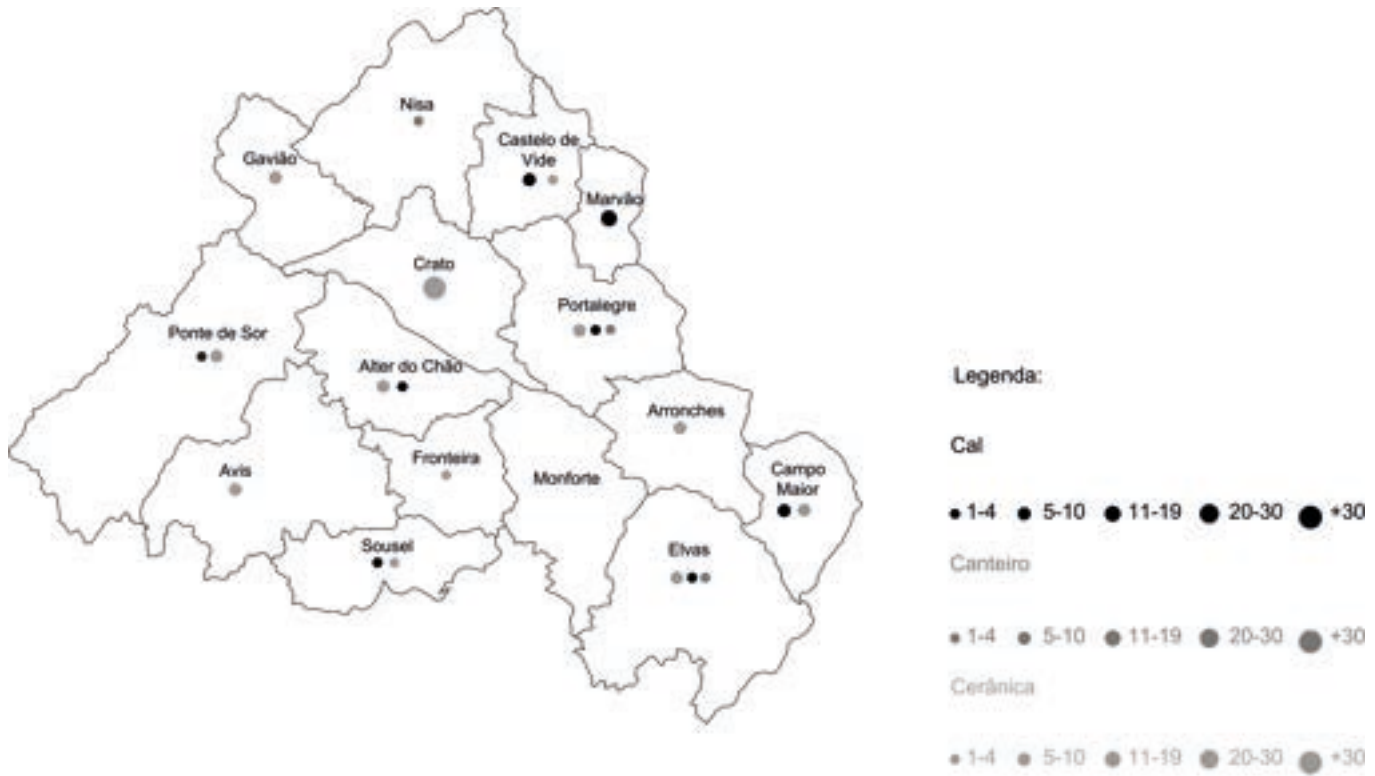 Nisa
Castelo de
Vide
Gavião
Marvão
Crato
Portalegre
Ponte de Sor
Alter do Chão
Arronches
Avis
Fronteira
Monforte
Campo
Maior
Sousel
Elvas
Legenda:
Cal
1-4 5-10 11-19 20-30 +30
Canteiro
1-4 5-10 11-19 20-30 +30
Cerânica
1-4 5-10 11-19 20-30 +30